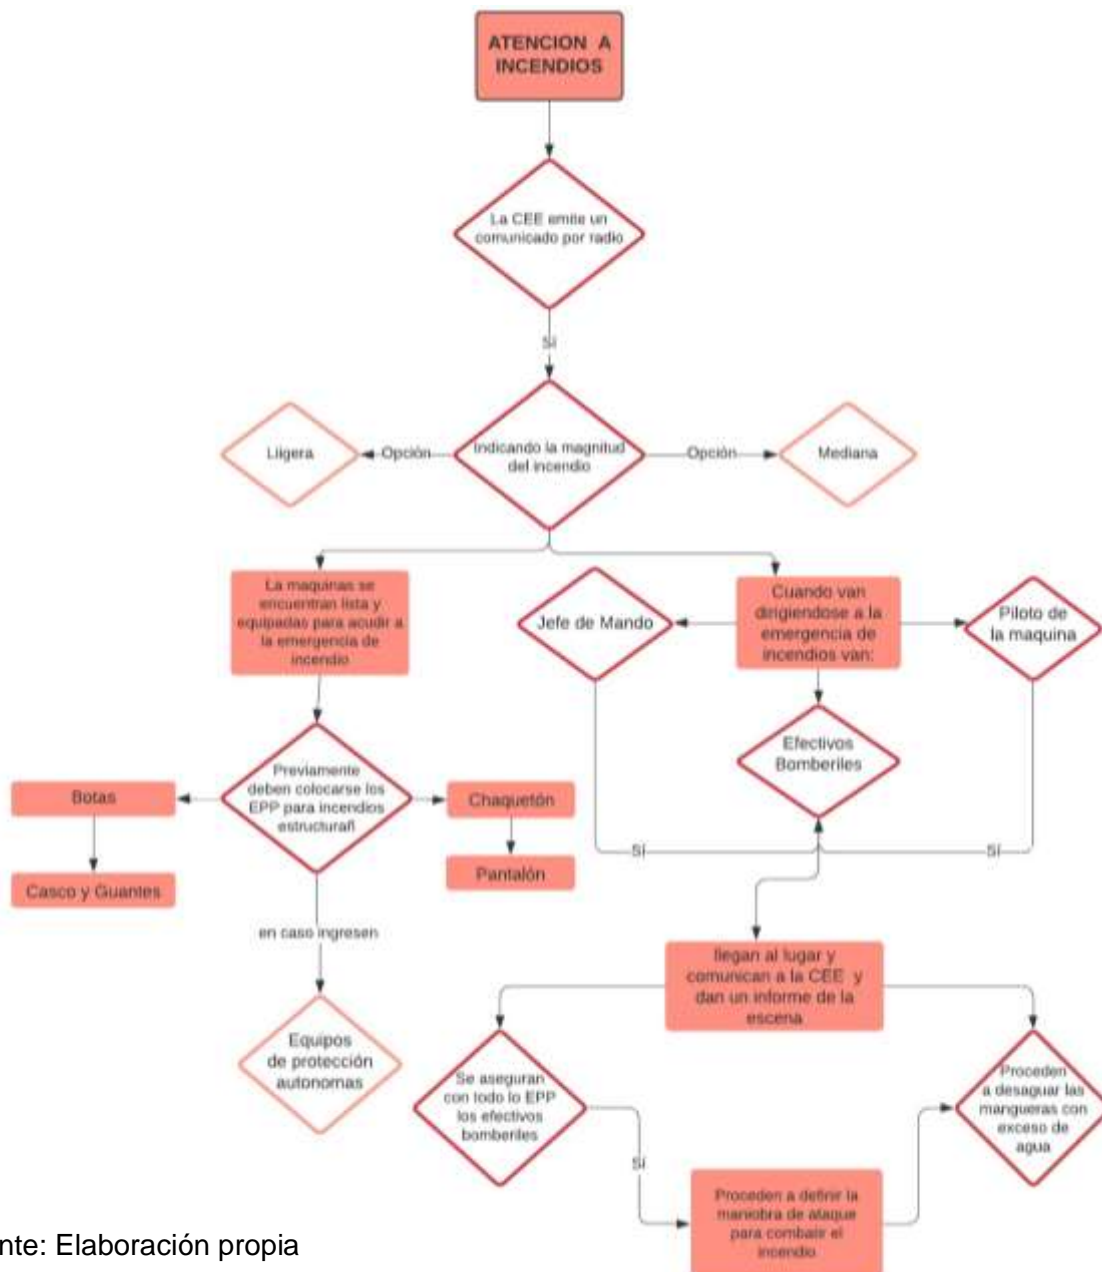 ATENCION A
INCENDIOS
La CEE emite un
comunicado por radio
Sí
Indicando la magnitud
del incendio
Opción
Liigera
Opción
Mediana
La maquinas se
encuentran lista y
equipadas para acudir a
la emergencia de
incendio
Jefe de Mando
Cuando van
dirigiendose a la
emergencia de
incendios van:
Piloto de
la maquina
Efectivos
Bomberiles
Previamente
deben colocarse los
EPP para incendios
estructurañ
Botas
Casco y Guantes
Chaquetón
Pantalón
Sí
Sí
en caso ingresen
Equipos
de protección
autonomas
llegan al lugar y
comunican a la CEE y
dan un informe de la
escena
Se aseguran
con todo lo EPP
los efectivos
bomberiles
Proceden
a desaguar las
mangueras con
exceso de
agua
Sí
Proceden a definir la
maniobra de ataque
para combatir el
incendio
nte: Elaboración propia